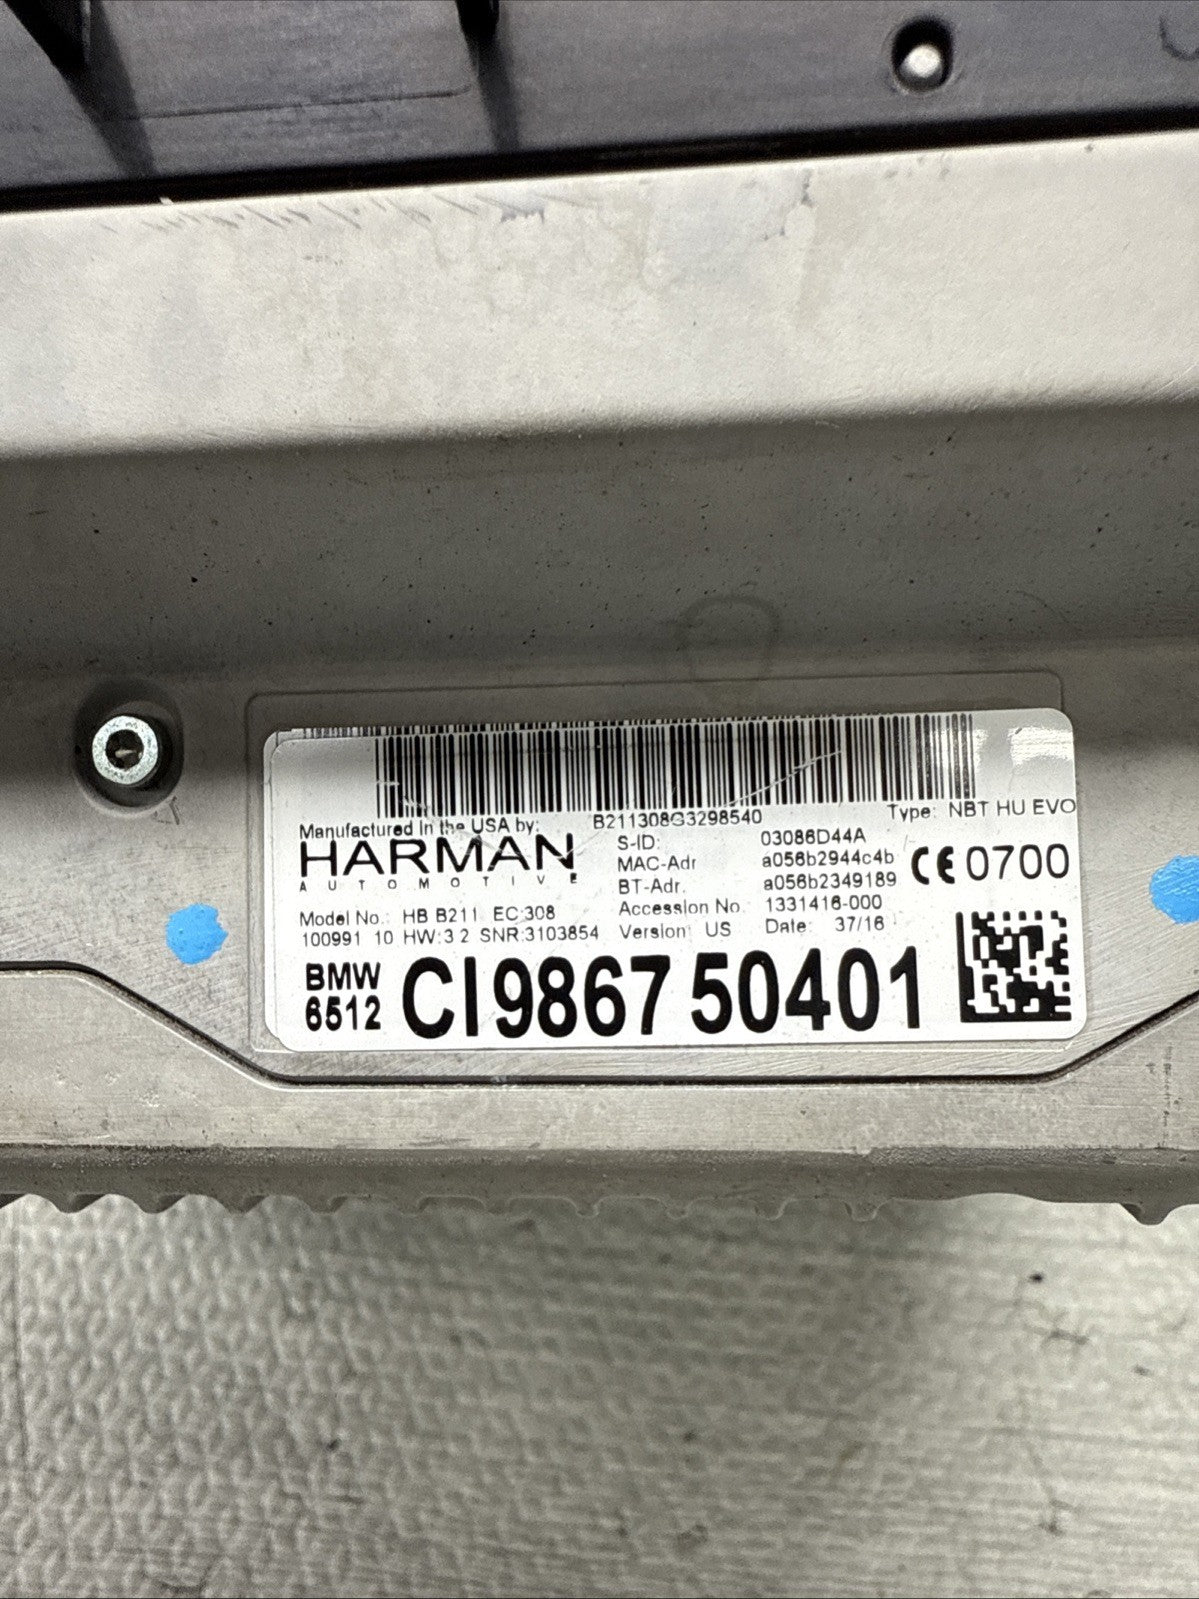 B211308G3298540
Type: NBT HU EVO
Manufactured In the USA by:
HARMAN
AUTOMOTIVE
S-ID: 03086D44A
MAC-Adr a056b2944c4b
BT-Adr. a056b2349189
CE 0700
Model No.: HB B211 EC:308
Accession No. 1331416-000
100991 10 HW:3.2 SNR:3103854
Version: US Date: 37/16
BMW
6512
CI9867 50401